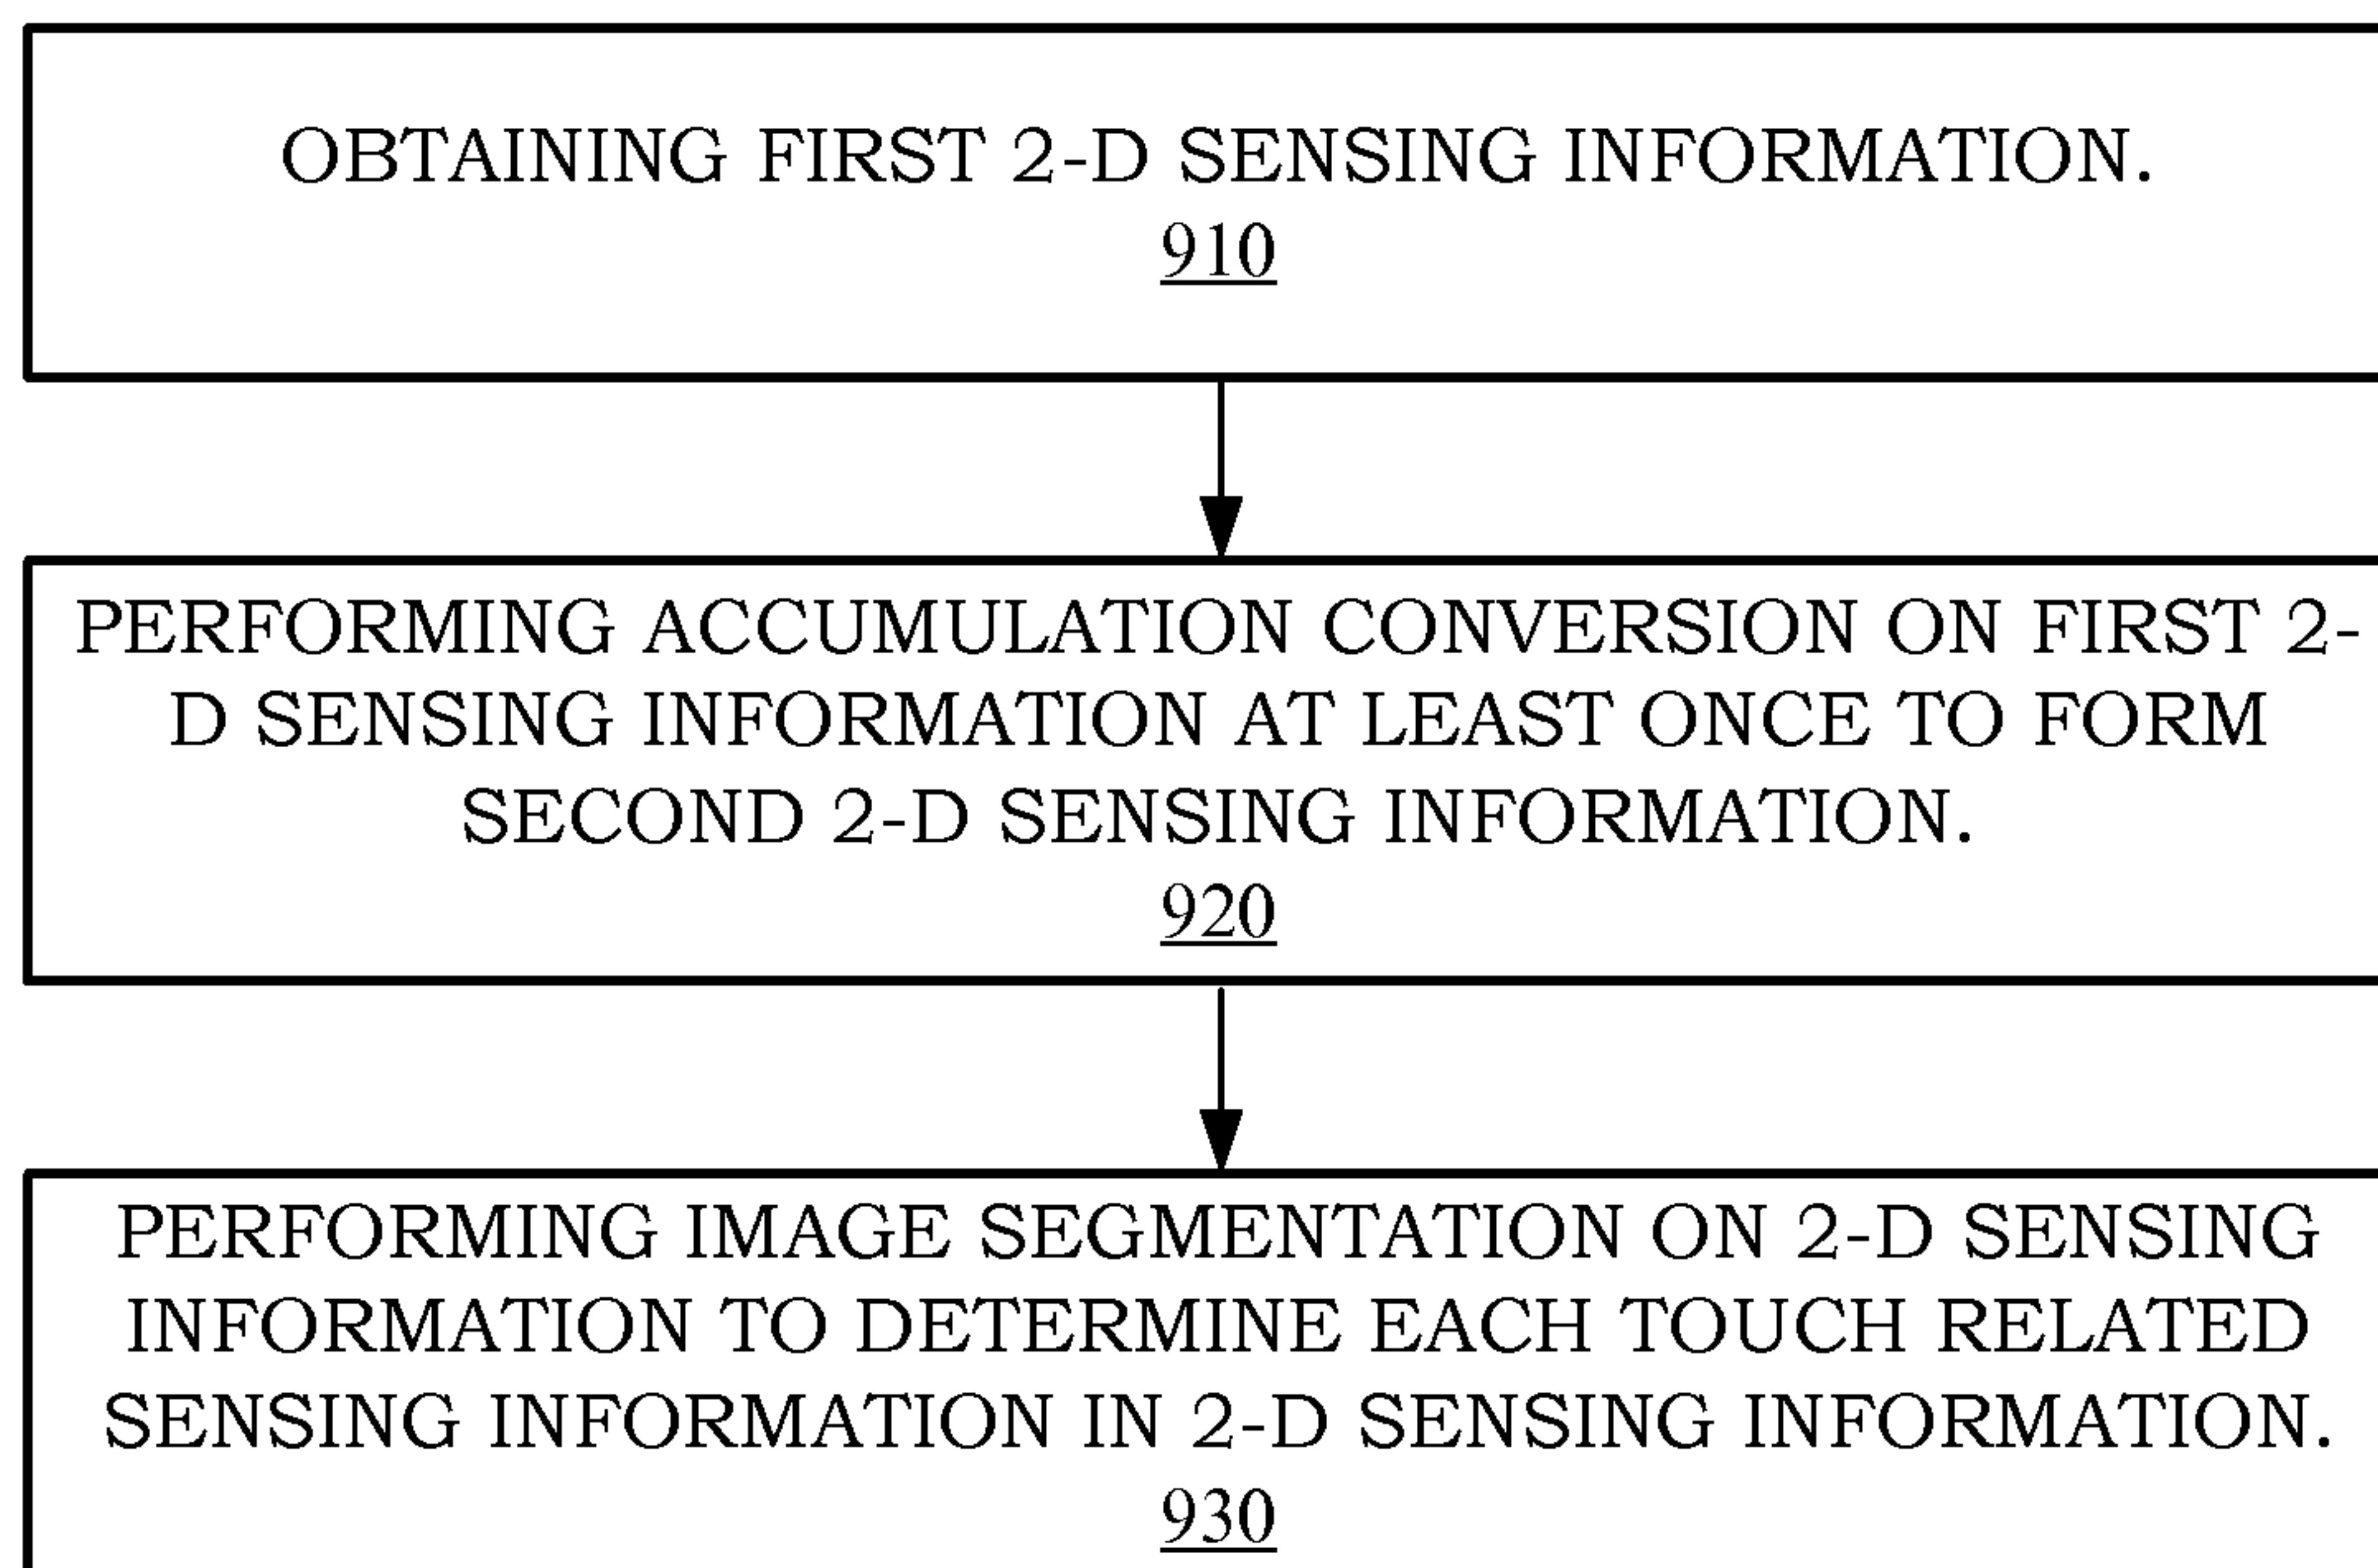 OBTAINING FIRST 2-D SENSING INFORMATION.
910
PERFORMING ACCUMULATION CONVERSION ON FIRST 2-
D SENSING INFORMATION AT LEAST ONCE TO FORM
SECOND 2-D SENSING INFORMATION.
920
PERFORMING IMAGE SEGMENTATION ON 2-D SENSING
INFORMATION TO DETERMINE EACH TOUCH RELATED
SENSING INFORMATION IN 2-D SENSING INFORMATION.
930